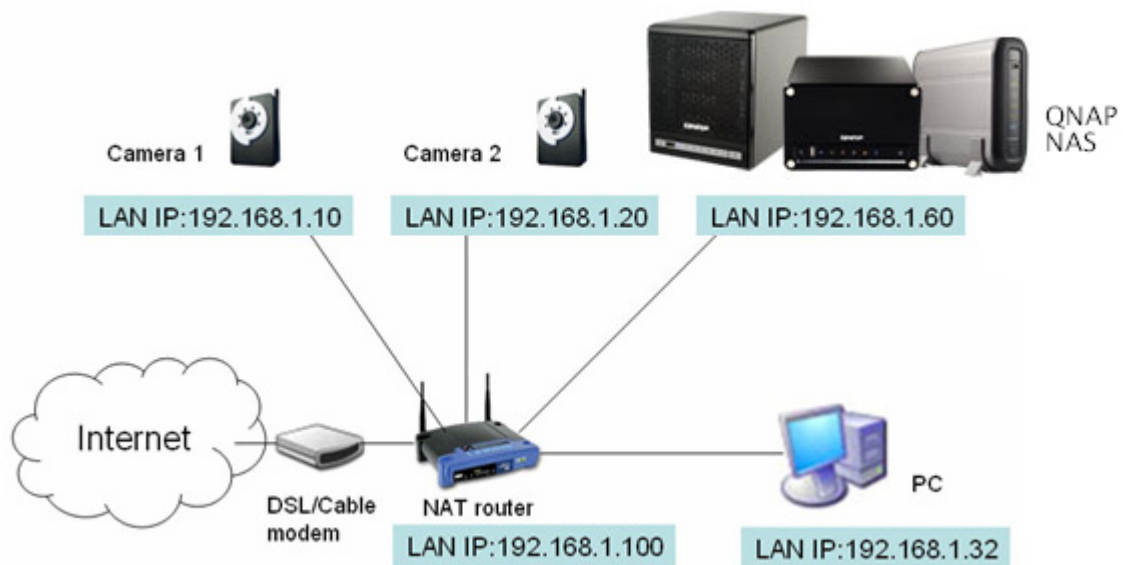 Camera 1
Camera 2
QNAP
NAS
LAN IP:192.168.1.10
LAN IP:192.168.1.20
LAN IP:192.168.1.60
Internet
DSL/Cable
modem
NAT router
PC
LAN IP:192.168.1.100
LAN IP:192.168.1.32